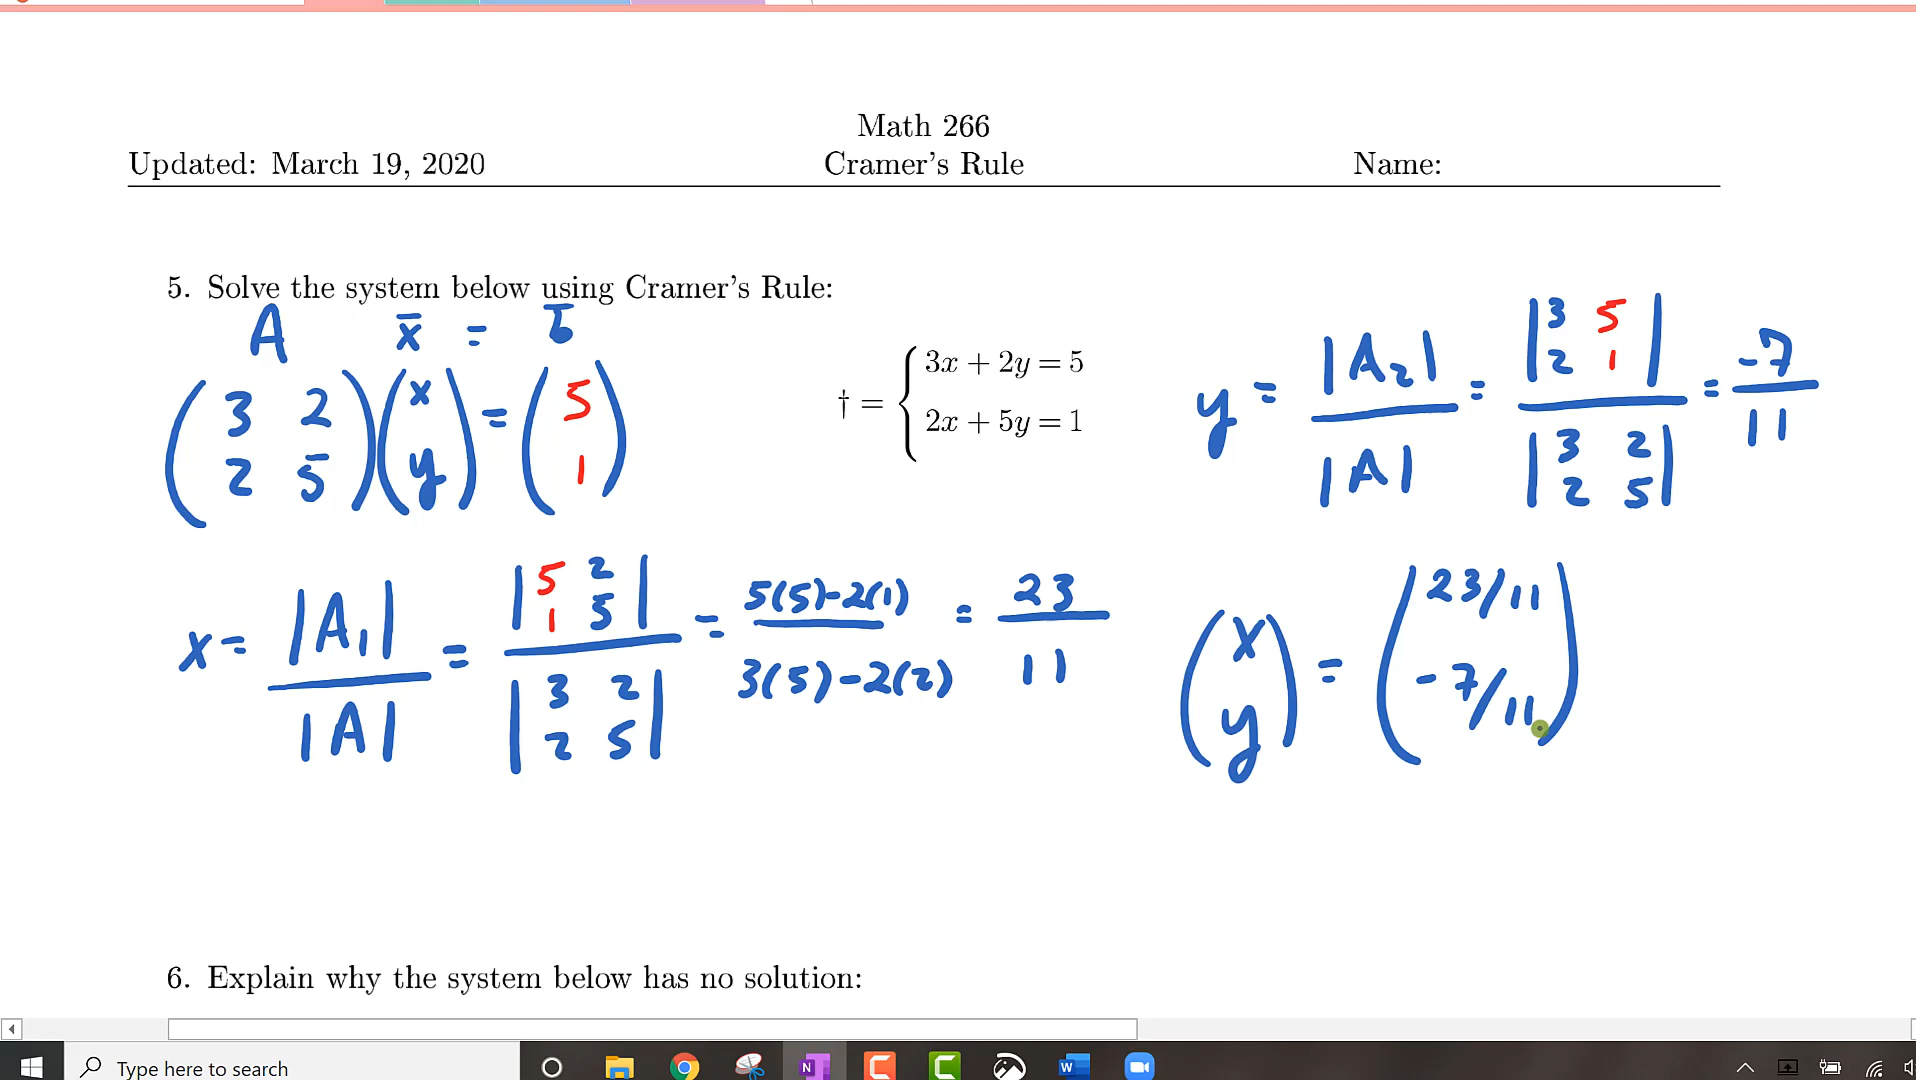 Math 266
Updated: March 19, 2020 Cramer's Rule Name:
5. Solve the system below using Cramer's Rule:
A x̅ = b̅
(3 2; 2 5)(x; y) = (5; 1)
† = { 3x + 2y = 5
2x + 5y = 1
y = |A₂| / |A| = |3 5; 2 1| / |3 2; 2 5| = -7 / 11
x = |A₁| / |A| = |5 2; 1 5| / |3 2; 2 5| = 5(5)-2(1) / 3(5)-2(2) = 23 / 11
(x; y) = (23/11; -7/11)
6. Explain why the system below has no solution:
Type here to search